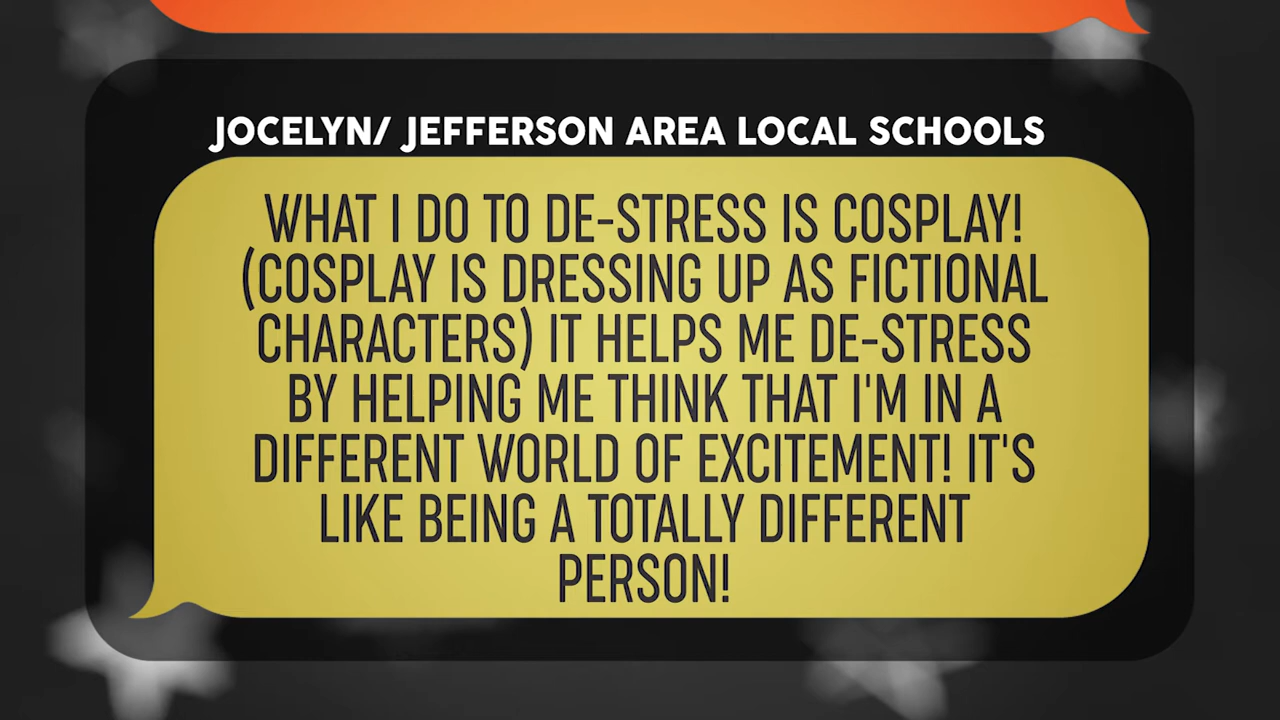 JOCELYN/ JEFFERSON AREA LOCAL SCHOOLS
WHAT I DO TO DE-STRESS IS COSPLAY!
(COSPLAY IS DRESSING UP AS FICTIONAL
CHARACTERS) IT HELPS ME DE-STRESS
BY HELPING ME THINK THAT I'M IN A
DIFFERENT WORLD OF EXCITEMENT! IT'S
LIKE BEING A TOTALLY DIFFERENT
PERSON!